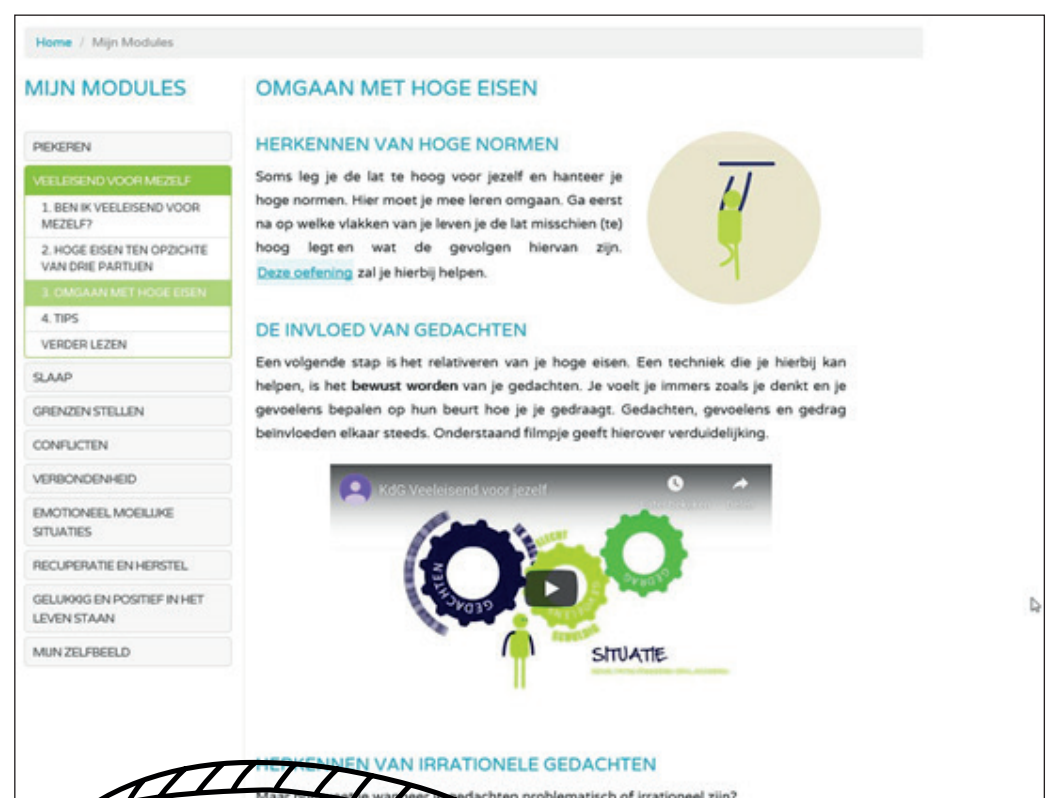 Home / Mijn Modules
MIJN MODULES
PIEKEREN
VEELEISEND VOOR MEZELF
1. BEN IK VEELEISEND VOOR
MEZELF?
2. HOGE EISEN TEN OPZICHTE
VAN DRIE PARTIJEN
3. OMGAAN MET HOGE EISEN
4. TIPS
VERDER LEZEN
SLAAP
GRENZEN STELLEN
CONFLICTEN
VERBONDENHEID
EMOTIONEEL MOEILIJKE
SITUATIES
RECUPERATIE EN HERSTEL
GELUKKIG EN POSITIEF IN HET
LEVEN STAAN
MIJN ZELFBEELD
OMGAAN MET HOGE EISEN
HERKENNEN VAN HOGE NORMEN
Soms leg je de lat te hoog voor jezelf en hanteer je
hoge normen. Hier moet je mee leren omgaan. Ga eerst
na op welke vlakken van je leven je de lat misschien (te)
hoog legt en wat de gevolgen hiervan zijn.
Deze oefening zal je hierbij helpen.
DE INVLOED VAN GEDACHTEN
Een volgende stap is het relativeren van je hoge eisen. Een techniek die je hierbij kan
helpen, is het bewust worden van je gedachten. Je voelt je immers zoals je denkt en je
gevoelens bepalen op hun beurt hoe je je gedraagt. Gedachten, gevoelens en gedrag
beïnvloeden elkaar steeds. Onderstaand filmpje geeft hierover verduidelijking.
KdG Veeleisend voor jezelf
GEDACHTEN
GEDRAG
SITUATIE
HERKENNEN VAN IRRATIONELE GEDACHTEN
wanneer gedachten problematisch of irrationeel zijn?